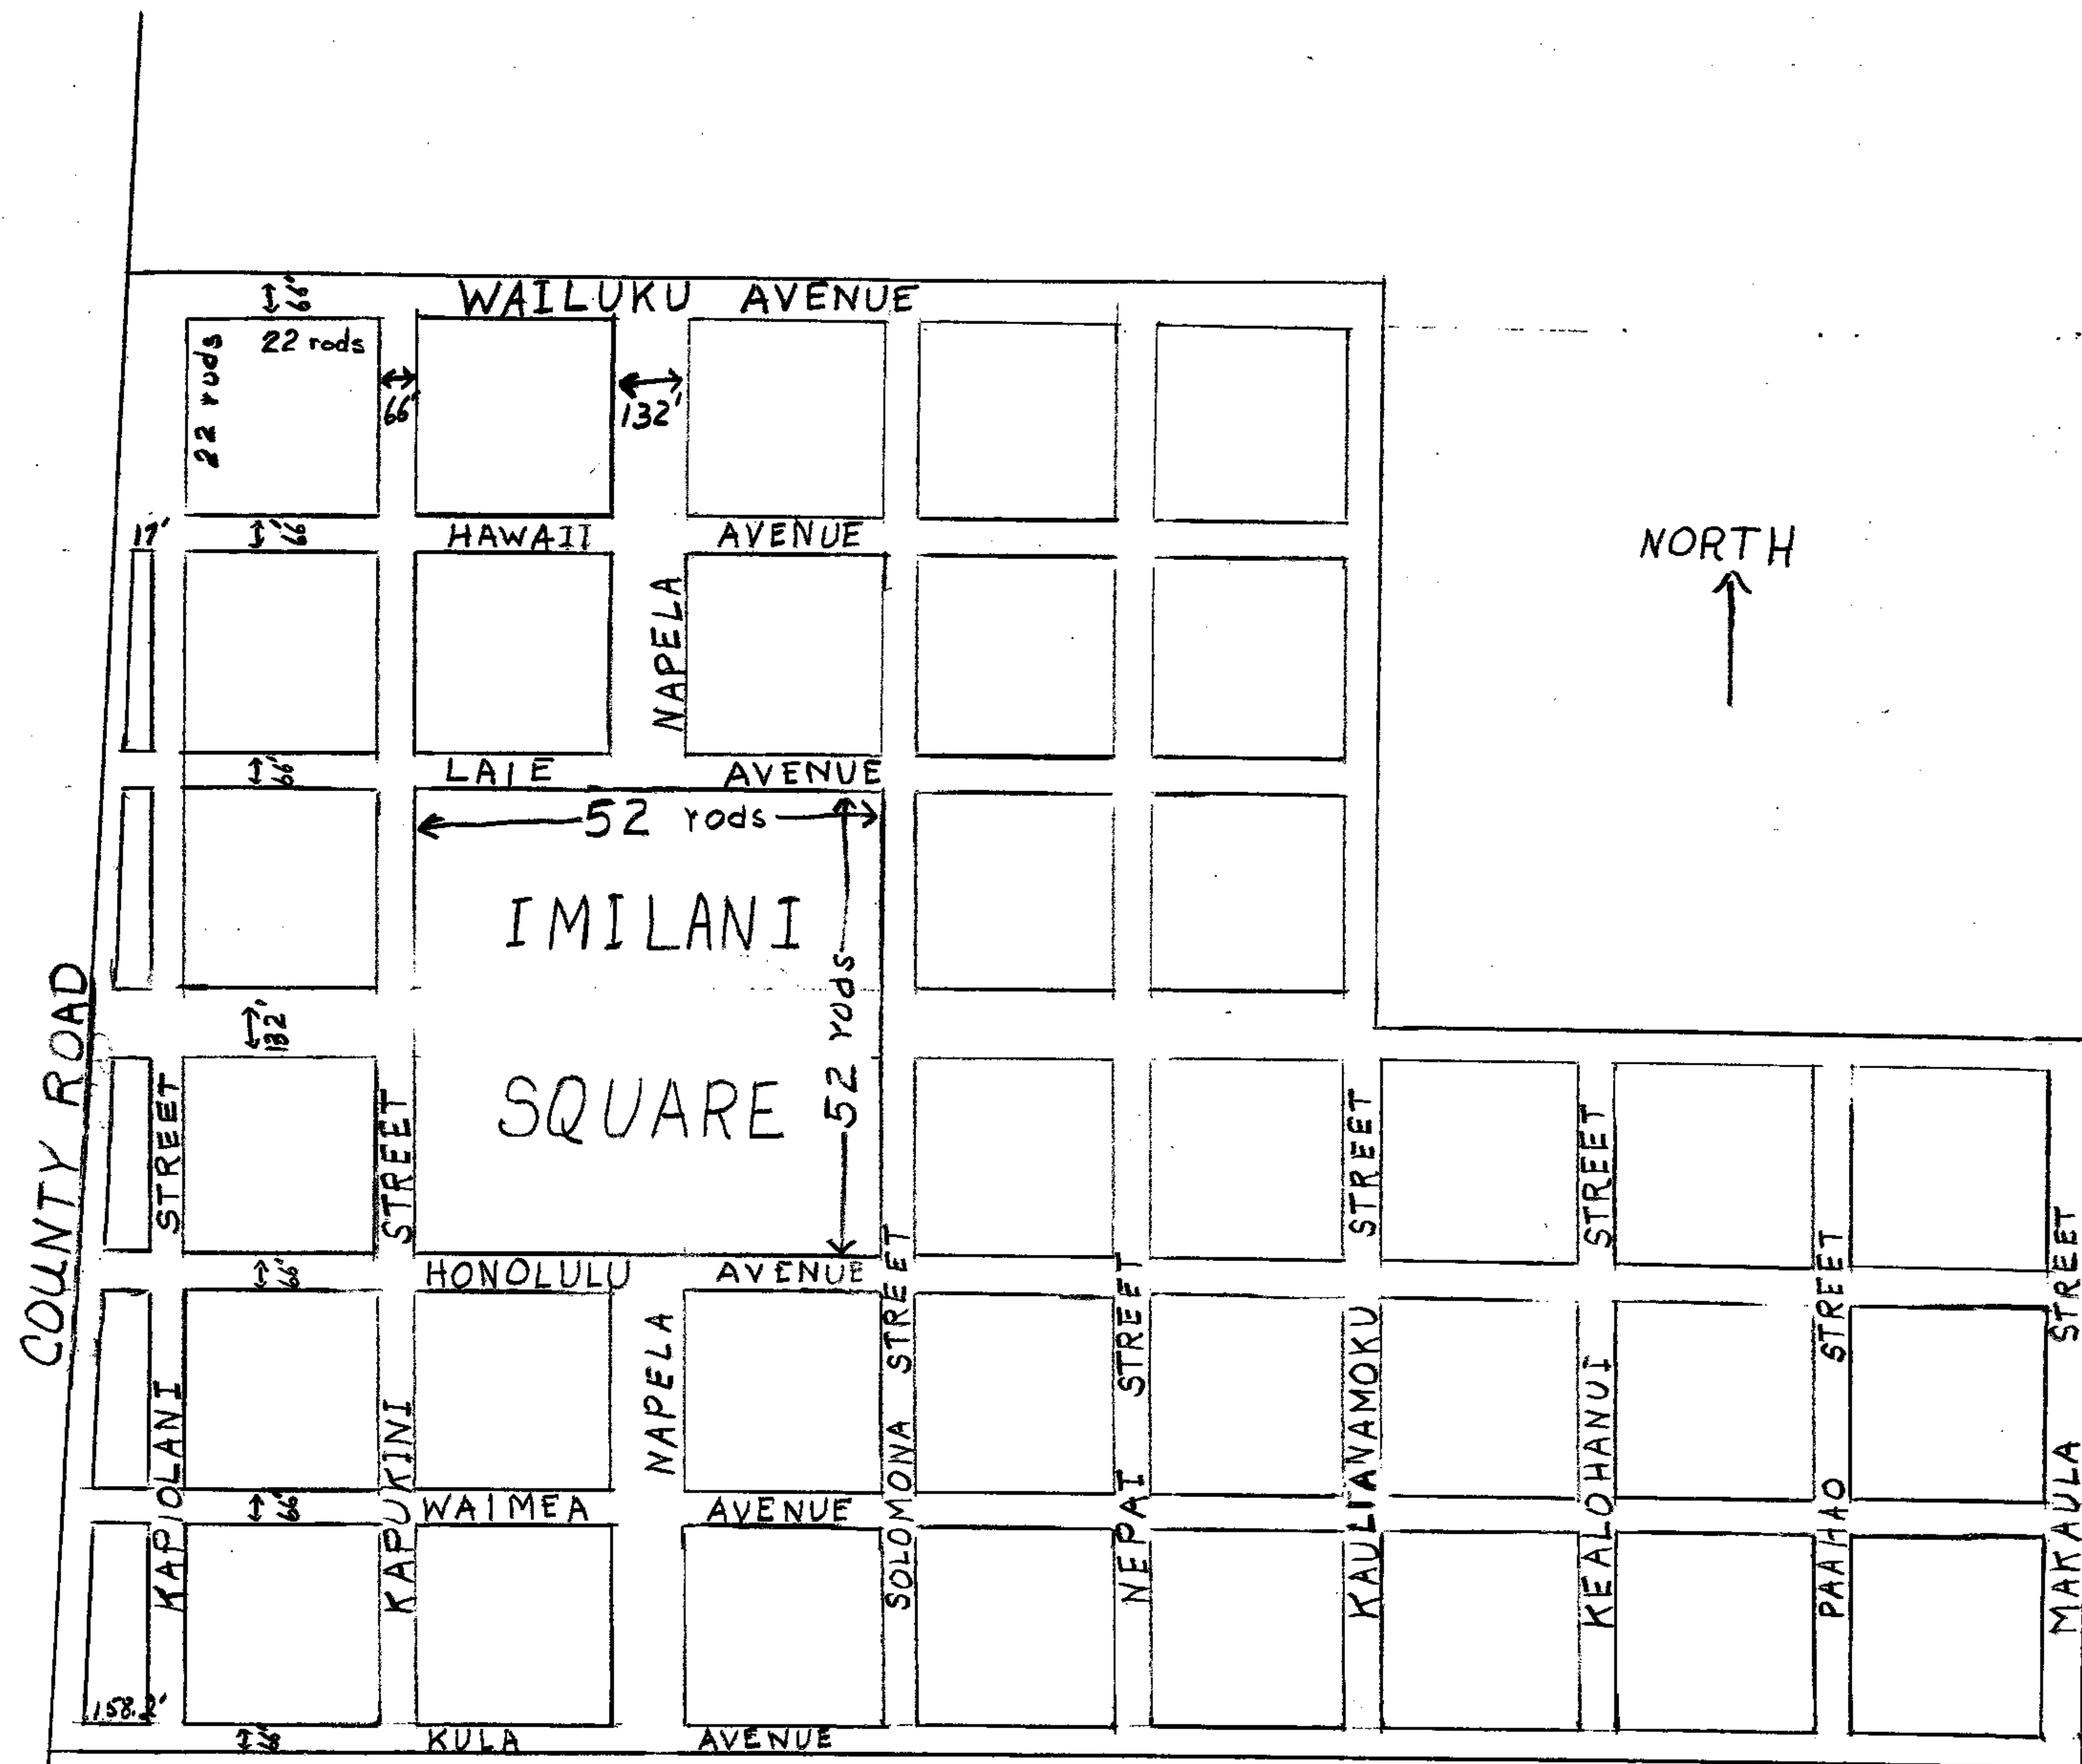 WAILUKU AVENUE
66'
22 rods
22 rods
66'
132'
17'
66'
HAWAII AVENUE
NAPELA
NORTH
66'
LAIE AVENUE
52 rods
52 rods
IMILANI
SQUARE
132'
COUNTY ROAD
KAPIOLANI STREET
KAPUKINI STREET
66'
HONOLULU AVENUE
NAPELA
SOLOMONA STREET
NEPAI STREET
KAULIANAMOKU STREET
KEALOHANUI STREET
PAAHAO STREET
MAKAULA STREET
66'
WAIMEA AVENUE
158.2'
66'
KULA AVENUE